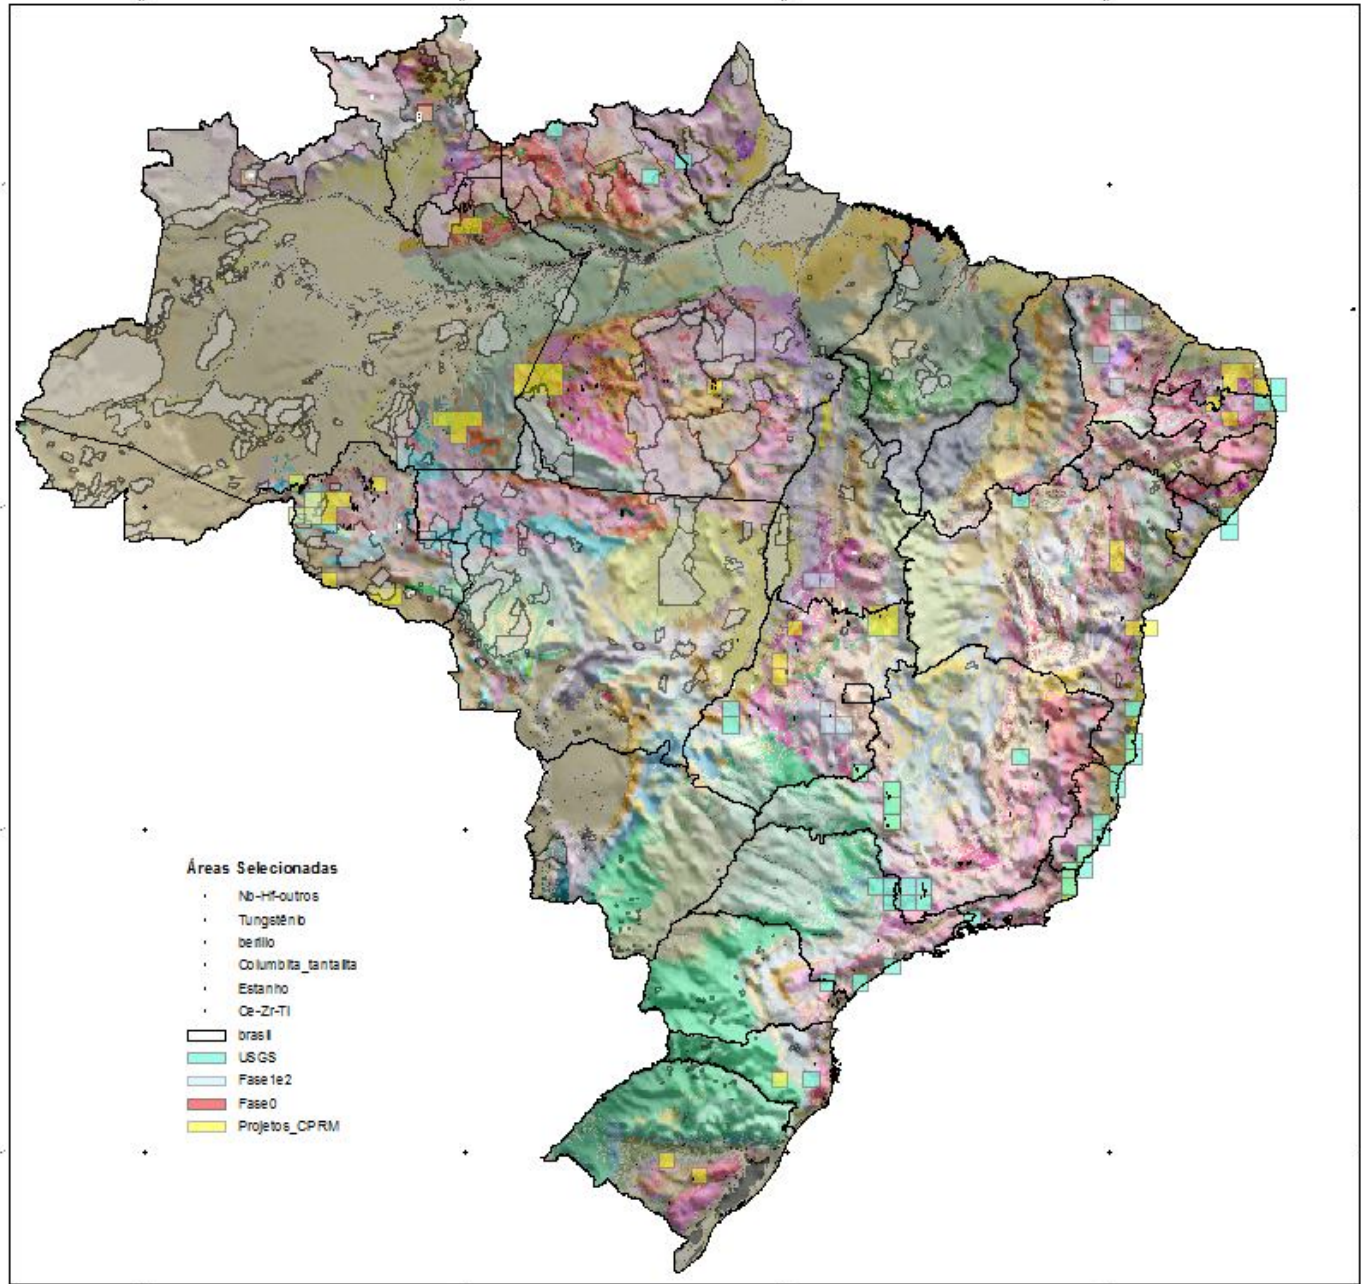 Áreas Selecionadas
Nb-Hf-outros
Tungstênio
berilio
Columbita_tantalita
Estanho
Ce-Zr-Ti
brasil
USGS
Fase1e2
Fase0
Projetos_CPRM